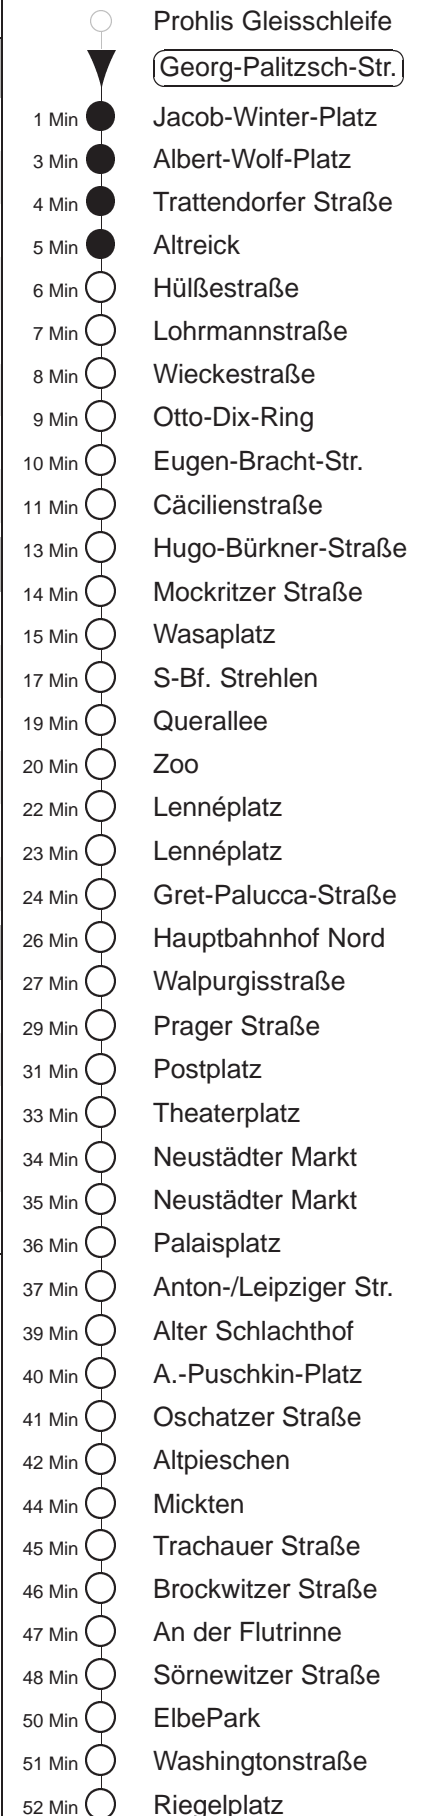 Prohlis Gleisschleife
Georg-Palitzsch-Str.
1 Min Jacob-Winter-Platz
3 Min Albert-Wolf-Platz
4 Min Trattendorfer Straße
5 Min Altreick
6 Min Hülßestraße
7 Min Lohrmannstraße
8 Min Wieckestraße
9 Min Otto-Dix-Ring
10 Min Eugen-Bracht-Str.
11 Min Cäcilienstraße
13 Min Hugo-Bürkner-Straße
14 Min Mockritzer Straße
15 Min Wasaplatz
17 Min S-Bf. Strehlen
19 Min Querallee
20 Min Zoo
22 Min Lennéplatz
23 Min Lennéplatz
24 Min Gret-Palucca-Straße
26 Min Hauptbahnhof Nord
27 Min Walpurgisstraße
29 Min Prager Straße
31 Min Postplatz
33 Min Theaterplatz
34 Min Neustädter Markt
35 Min Neustädter Markt
36 Min Palaisplatz
37 Min Anton-/Leipziger Str.
39 Min Alter Schlachthof
40 Min A.-Puschkin-Platz
41 Min Oschatzer Straße
42 Min Altpieschen
44 Min Mickten
45 Min Trachauer Straße
46 Min Brockwitzer Straße
47 Min An der Flutrinne
48 Min Sörnewitzer Straße
50 Min ElbePark
51 Min Washingtonstraße
52 Min Riegelplatz